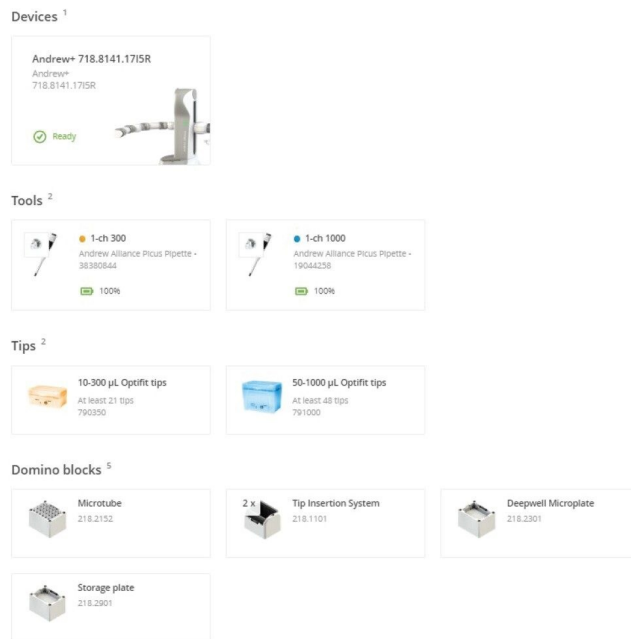 Devices 1
Andrew+ 718.8141.17I5R
Andrew+
718.8141.17I5R
Ready
Tools 2
1-ch 300
Andrew Alliance Picus Pipette -
38380844
100%
1-ch 1000
Andrew Alliance Picus Pipette -
19044258
100%
Tips 2
10-300 µL Optifit tips
At least 21 tips
790350
50-1000 µL Optifit tips
At least 48 tips
791000
Domino blocks 5
Microtube
218.2152
2 x
Tip Insertion System
218.1101
Deepwell Microplate
218.2301
Storage plate
218.2901